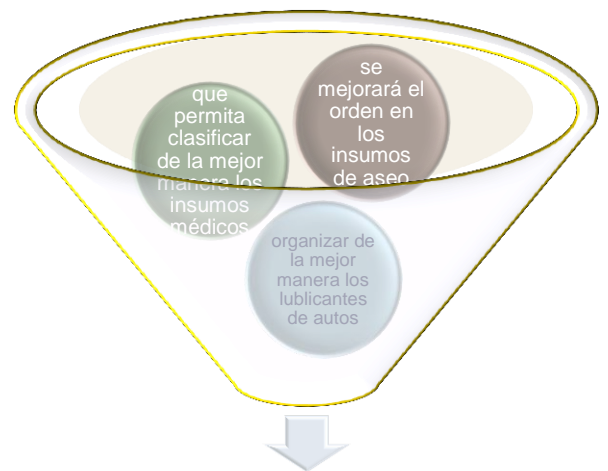 que
permita
clasificar
de la mejor
manera los
insumos
médicos
se
mejorará el
orden en
los
insumos
de aseo
organizar de
la mejor
manera los
lublicantes
de autos